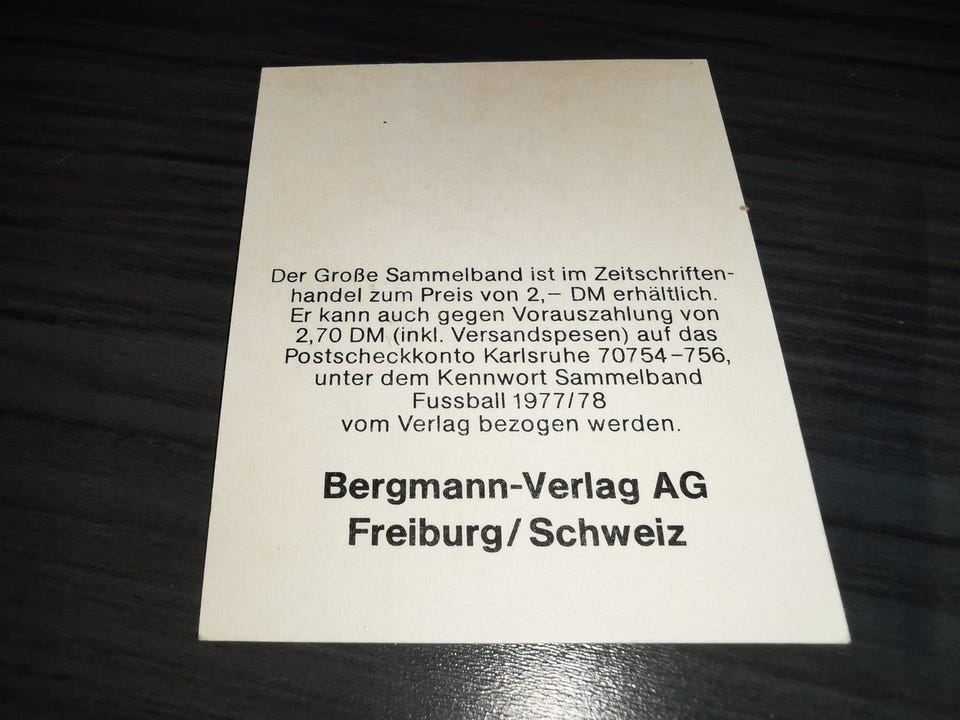 Der Große Sammelband ist im Zeitschriften-
handel zum Preis von 2,– DM erhältlich.
Er kann auch gegen Vorauszahlung von
2,70 DM (inkl. Versandspesen) auf das
Postscheckkonto Karlsruhe 70754–756,
unter dem Kennwort Sammelband
Fussball 1977/78
vom Verlag bezogen werden.
Bergmann-Verlag AG
Freiburg/Schweiz